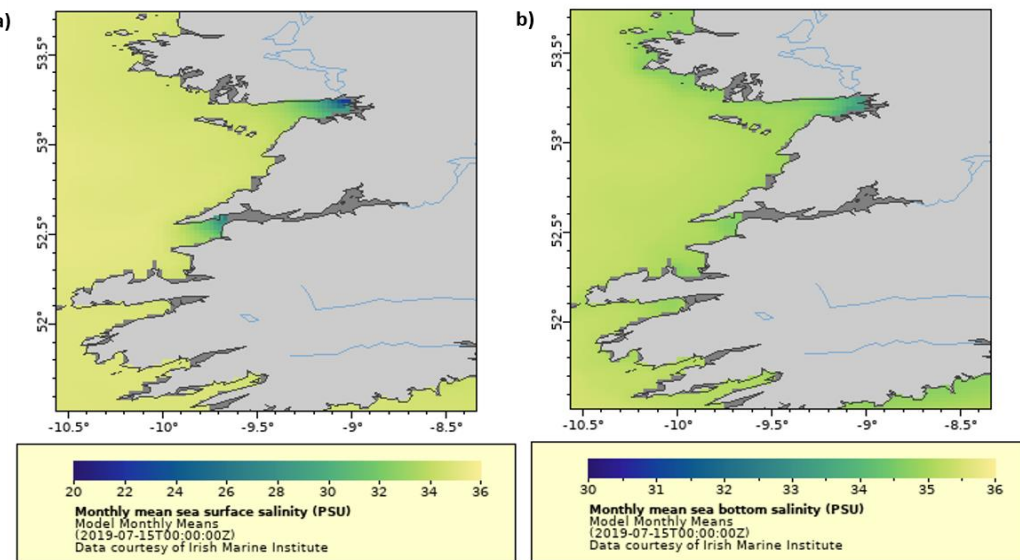 a)
53.5°
53°
52.5°
52°
-10.5° -10° -9.5° -9° -8.5°
20 22 24 26 28 30 32 34 36
Monthly mean sea surface salinity (PSU)
Model Monthly Means
(2019-07-15T00:00:00Z)
Data courtesy of Irish Marine Institute
b)
53.5°
53°
52.5°
52°
-10.5° -10° -9.5° -9° -8.5°
30 31 32 33 34 35 36
Monthly mean sea bottom salinity (PSU)
Model Monthly Means
(2019-07-15T00:00:00Z)
Data courtesy of Irish Marine Institute